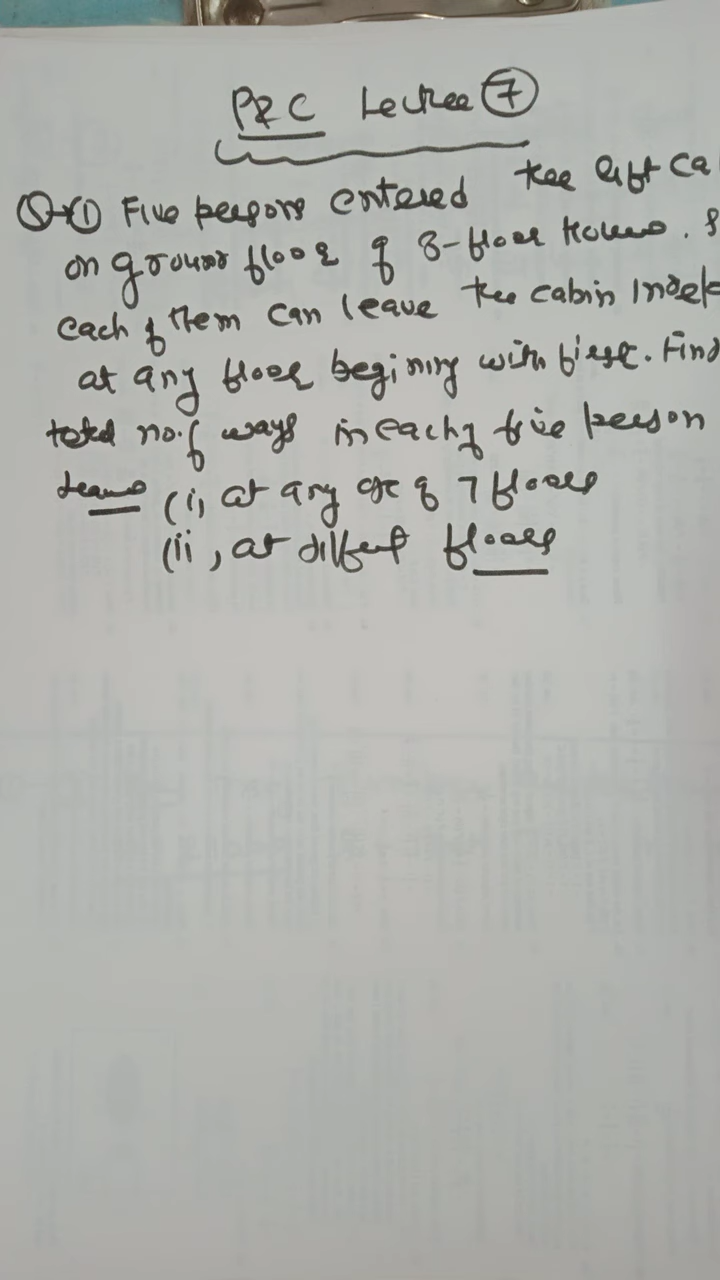 P&C Lecture 7
Q-1 Five persons entered the lift ca
on ground floor of 8-floor House. S
each of them can leave the cabin Indep
at any floor begining with first. Find
total no. of ways in each of five person
(i) at any one of 7 floors
(ii, at different floors